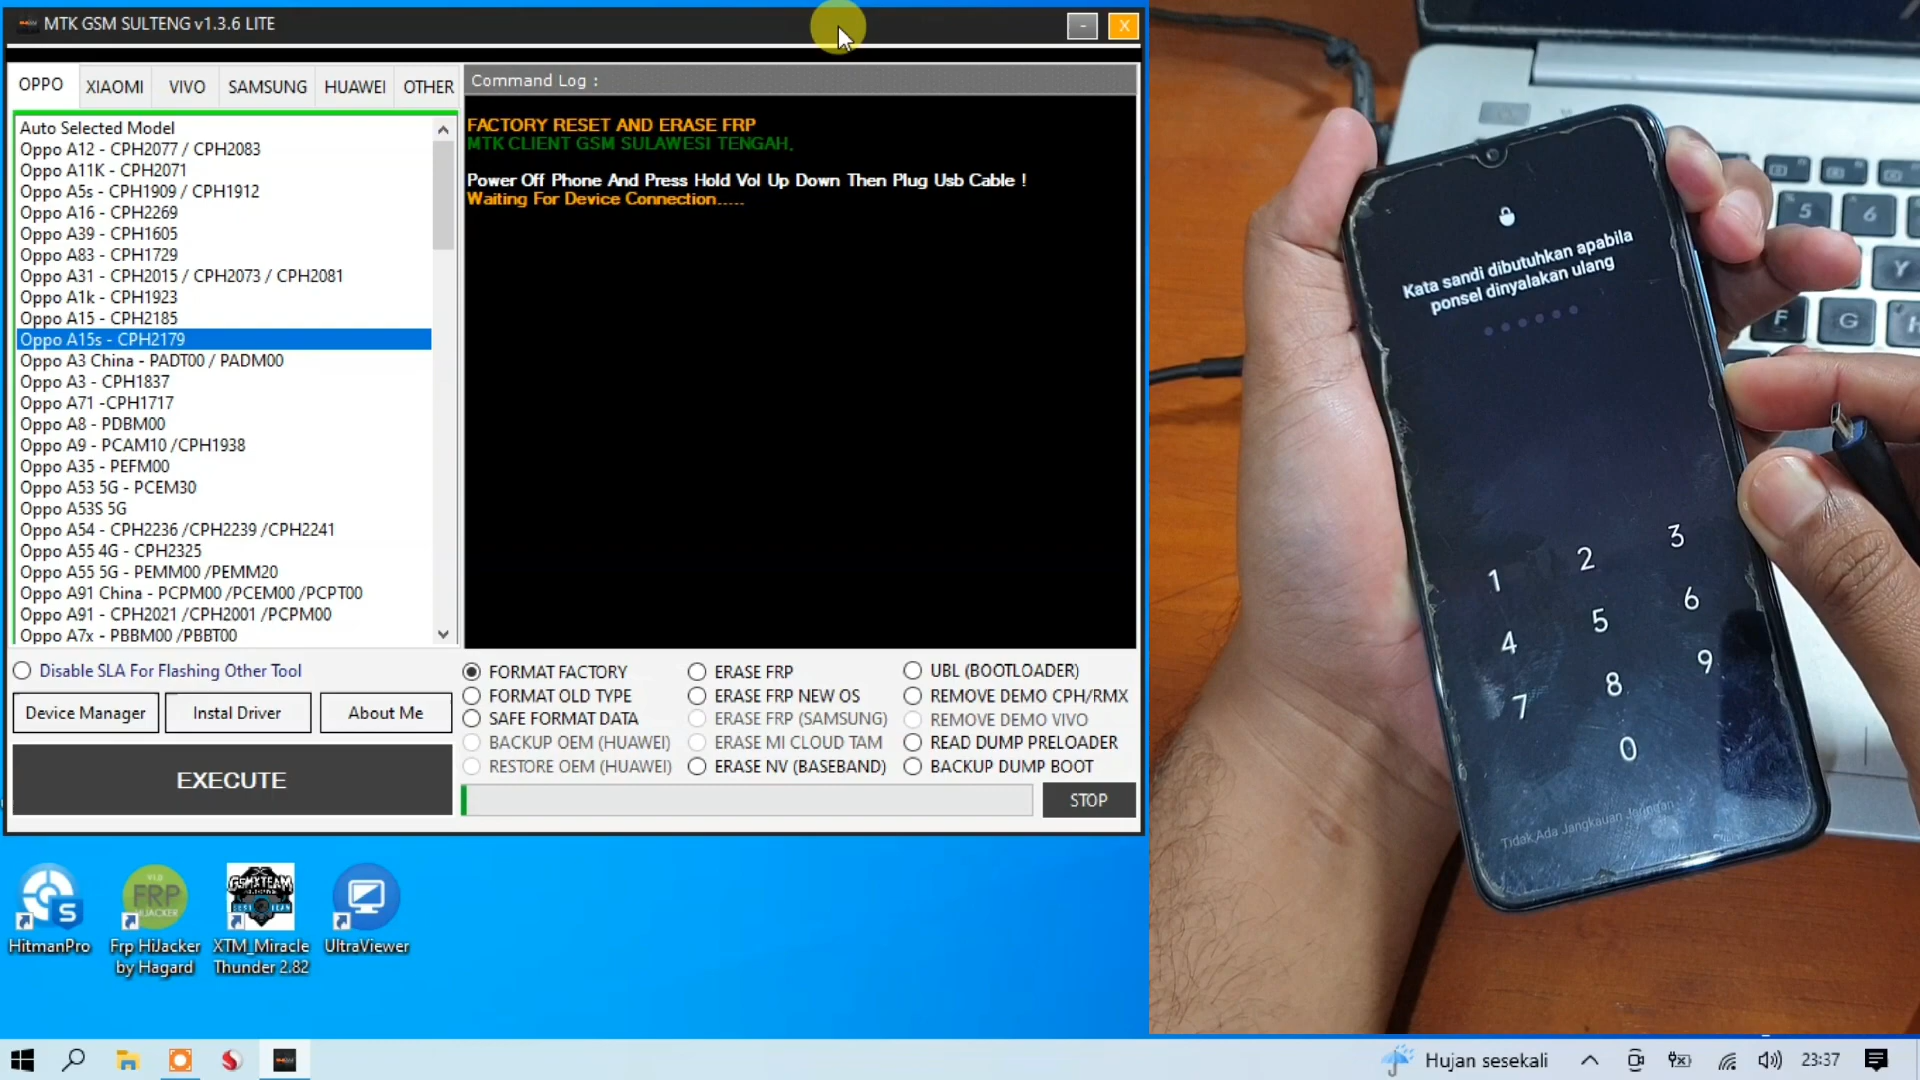 MTK GSM SULTENG v1.3.6 LITE
-
X
OPPO
XIAOMI
VIVO
SAMSUNG
HUAWEI
OTHER
Auto Selected Model
Oppo A12 - CPH2077 / CPH2083
Oppo A11K - CPH2071
Oppo A5s - CPH1909 / CPH1912
Oppo A16 - CPH2269
Oppo A39 - CPH1605
Oppo A83 - CPH1729
Oppo A31 - CPH2015 / CPH2073 / CPH2081
Oppo A1k - CPH1923
Oppo A15 - CPH2185
Oppo A15s - CPH2179
Oppo A3 China - PADT00 / PADM00
Oppo A3 - CPH1837
Oppo A71 -CPH1717
Oppo A8 - PDBM00
Oppo A9 - PCAM10 /CPH1938
Oppo A35 - PEFM00
Oppo A53 5G - PCEM30
Oppo A53S 5G
Oppo A54 - CPH2236 /CPH2239 /CPH2241
Oppo A55 4G - CPH2325
Oppo A55 5G - PEMM00 /PEMM20
Oppo A91 China - PCPM00 /PCEM00 /PCPT00
Oppo A91 - CPH2021 /CPH2001 /PCPM00
Oppo A7x - PBBM00 /PBBT00
Command Log :
FACTORY RESET AND ERASE FRP
MTK CLIENT GSM SULAWESI TENGAH.
Power Off Phone And Press Hold Vol Up Down Then Plug Usb Cable !
Waiting For Device Connection.....
Disable SLA For Flashing Other Tool
Device Manager
Instal Driver
About Me
EXECUTE
FORMAT FACTORY
ERASE FRP
UBL (BOOTLOADER)
FORMAT OLD TYPE
ERASE FRP NEW OS
REMOVE DEMO CPH/RMX
SAFE FORMAT DATA
ERASE FRP (SAMSUNG)
REMOVE DEMO VIVO
BACKUP OEM (HUAWEI)
ERASE MI CLOUD TAM
READ DUMP PRELOADER
RESTORE OEM (HUAWEI)
ERASE NV (BASEBAND)
BACKUP DUMP BOOT
STOP
V1.0
FRP
HIJACKER
GSMXTEAM
HitmanPro
Frp HiJacker
by Hagard
XTM_Miracle
Thunder 2.82
UltraViewer
Hujan sesekali
23:37
Kata sandi dibutuhkan apabila
ponsel dinyalakan ulang
1
2
3
4
5
6
7
8
9
0
Tidak Ada Jangkauan Jaringan
5
6
Y
F
G
H